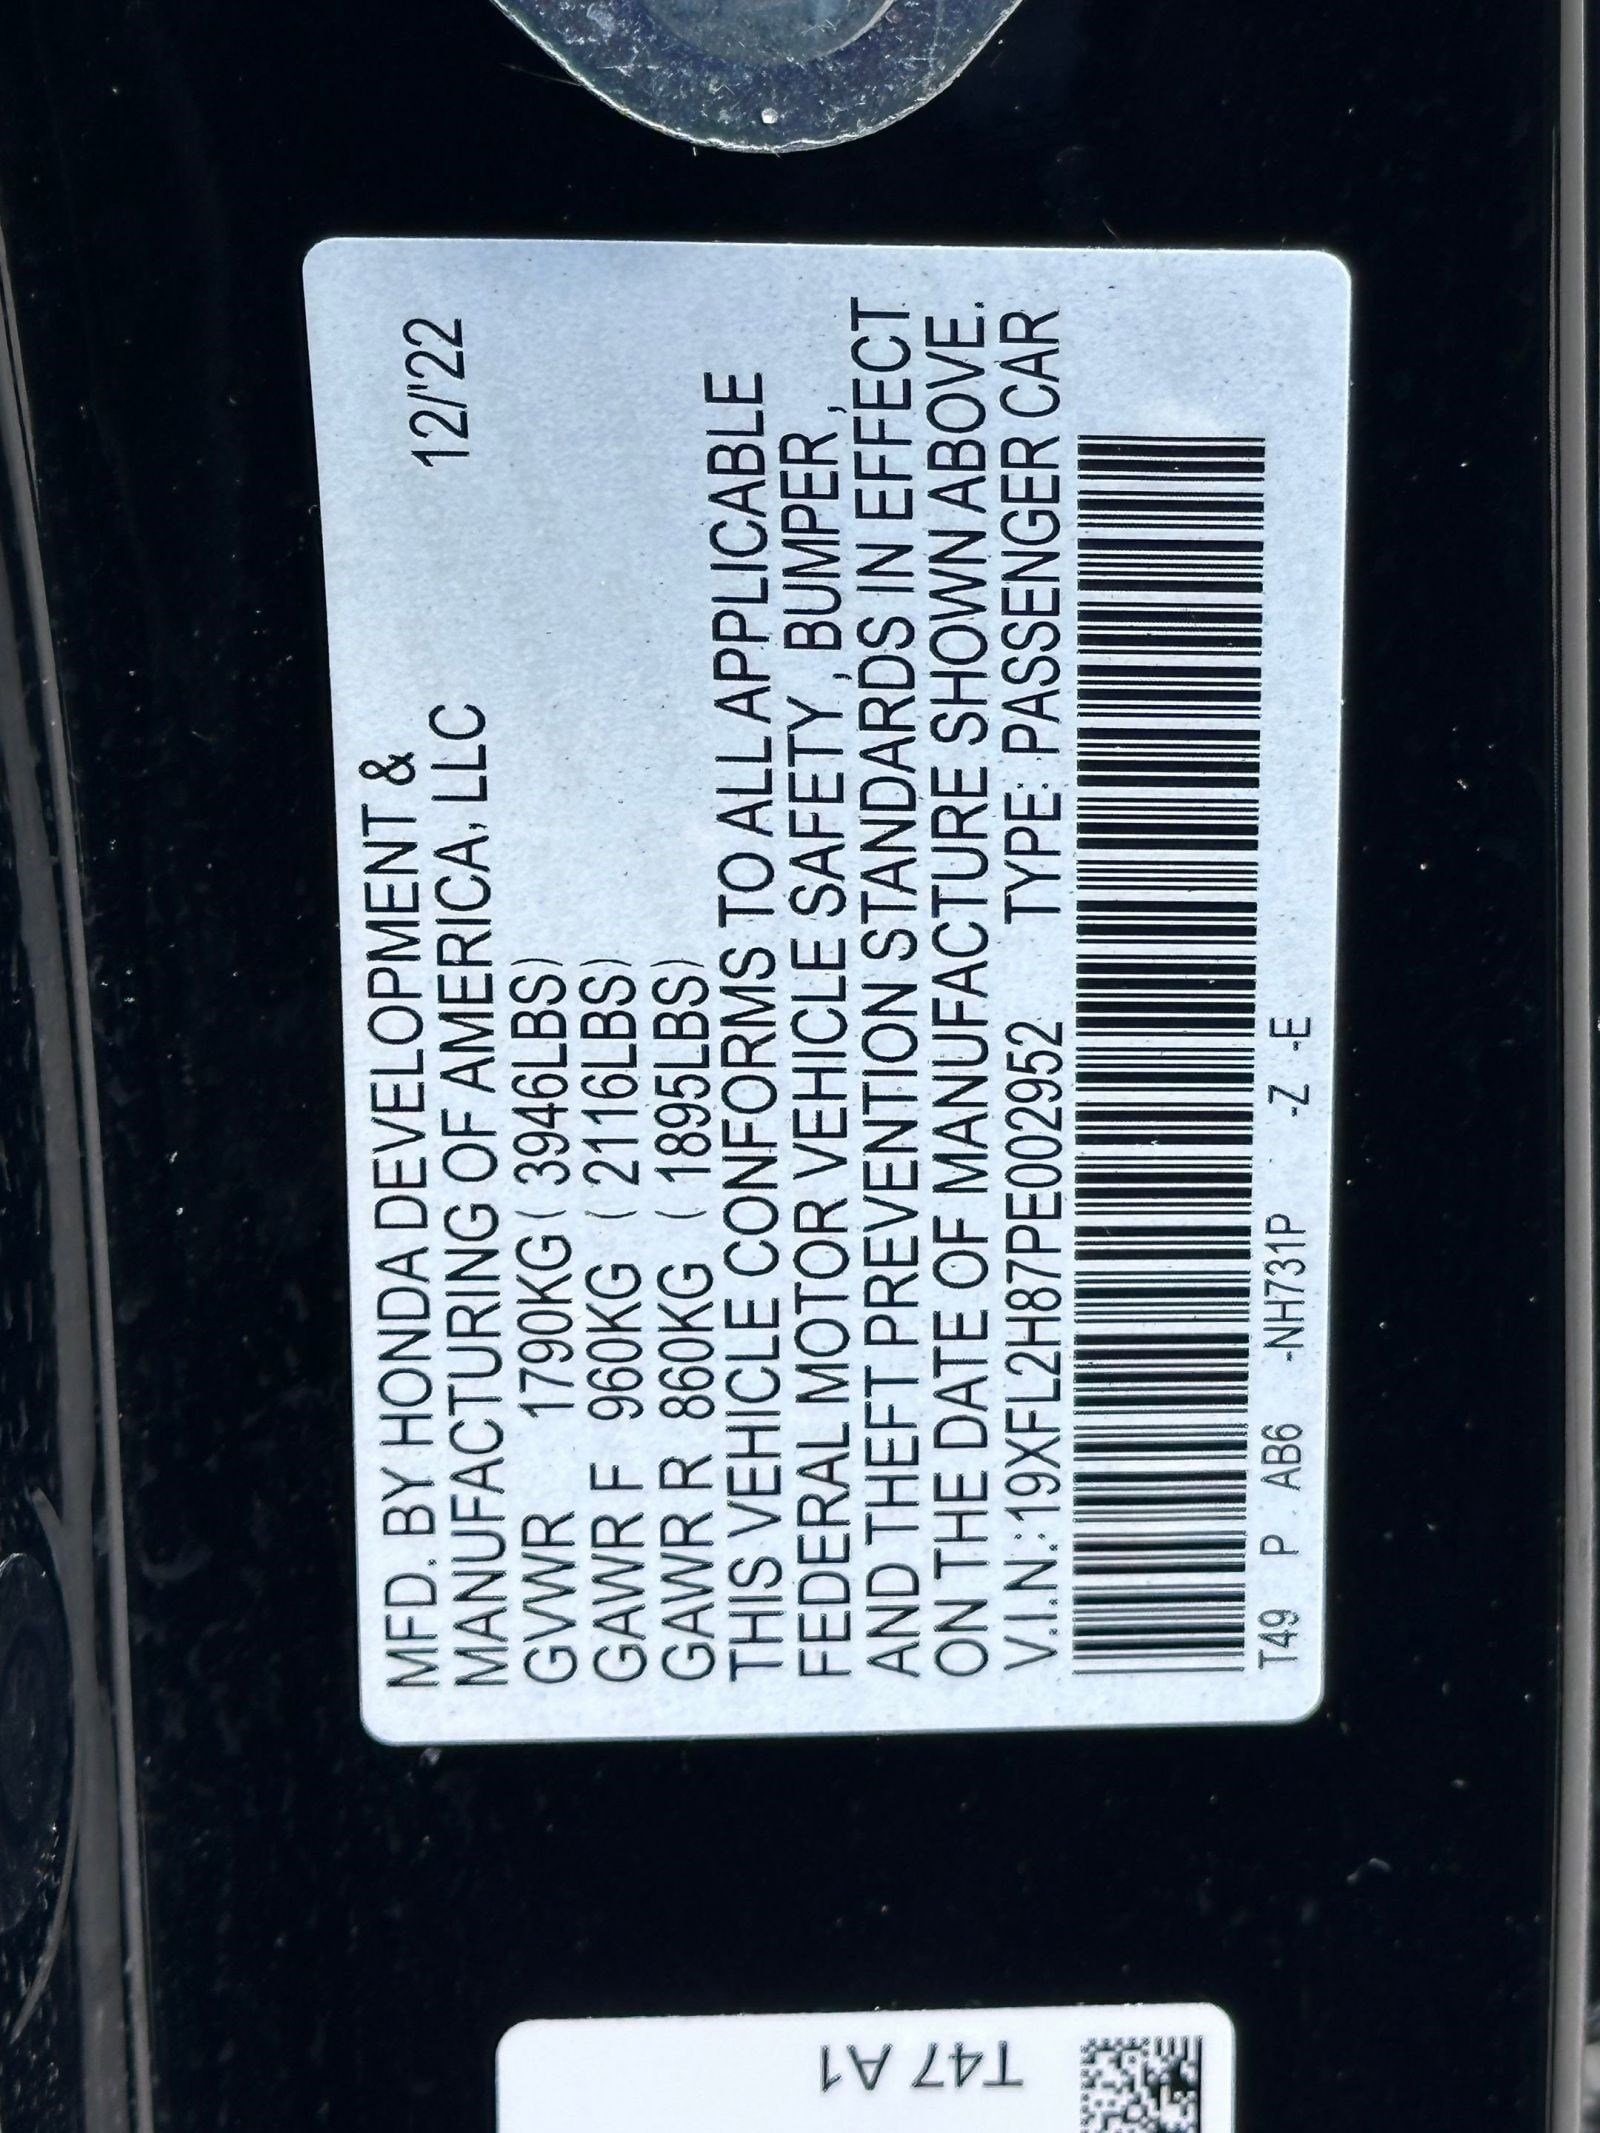 MFD. BY HONDA DEVELOPMENT &
MANUFACTURING OF AMERICA, LLC 12/'22
GVWR 1790KG ( 3946LBS)
GAWR F 960KG ( 2116LBS)
GAWR R 860KG ( 1895LBS)
THIS VEHICLE CONFORMS TO ALL APPLICABLE
FEDERAL MOTOR VEHICLE SAFETY , BUMPER ,
AND THEFT PREVENTION STANDARDS IN EFFECT
ON THE DATE OF MANUFACTURE SHOWN ABOVE.
V.I.N.:19XFL2H87PE002952 TYPE: PASSENGER CAR
T49 P AB6 -NH731P -Z -E
T47 A1